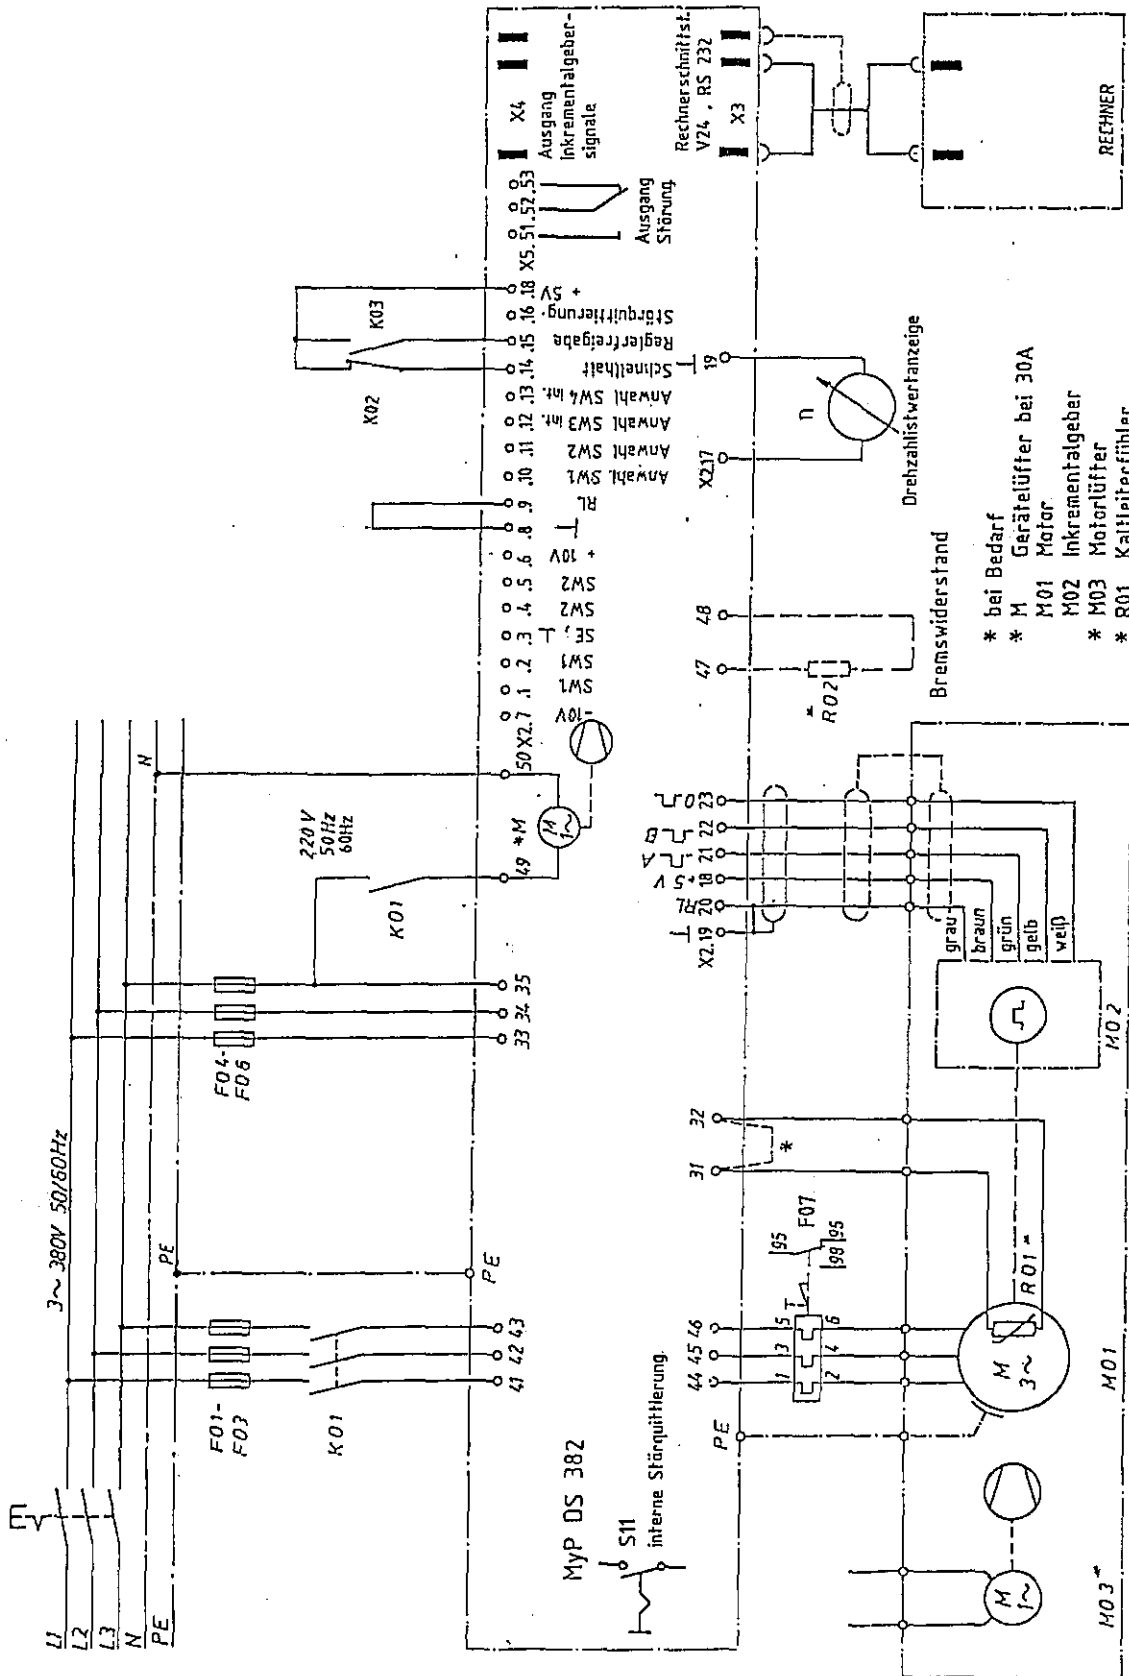 L1
L2
L3
N
PE
3~ 380V 50/60Hz
PE
N
F01-
F03
K01
F04-
F06
220V
50Hz
60Hz
K01
K02
K03
41 42 43
PE
33 34 35
49 *M
M
1~
50 X2.7 .1 .2 .3 .4 .5 .6 .8 .9 .10 .11 .12 .13 .14 .15 .16 .18 X5. 51. 52. 53
-10V
SW1
SW1
SE; ⊥
SW2
SW2
+ 10V
RL
Anwahl SW1
Anwahl SW2
Anwahl SW3 int.
Anwahl SW4 int.
Schnellhalt
Reglerfreigabe
Störquittierung
+ 5V
Ausgang
Störung
X4
Ausgang
Inkrementalgeber-
signale
Rechnerschnittst.
V24 , RS 232
X3
RECHNER
MyP DS 382
S11
interne Störquittierung
PE
44 45 46
1 3 5
2 4 6
F07
95
98 95
31 32
*
X2.19 20 18 21 22 23
RL
+5V
A
B
0
47 48
*
R02
Bremswiderstand
X2.17
19
n
Drehzahlistwertanzeige
* bei Bedarf
* M Gerätelüfter bei 30A
M01 Motor
M02 Inkrementalgeber
* M03 Motorlüfter
* R01 Kaltleiterfühler
grau
braun
grün
gelb
weiß
M02
R01*
M
3~
M01
M
1~
M03*